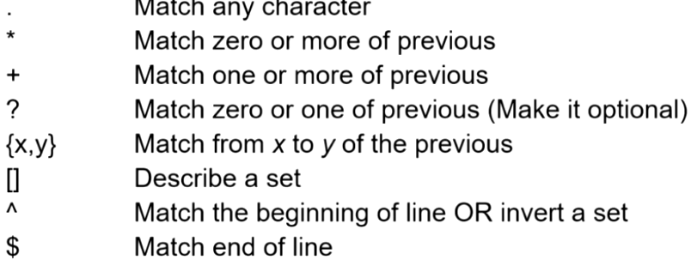 . Match any character
* Match zero or more of previous
+ Match one or more of previous
? Match zero or one of previous (Make it optional)
{x,y} Match from x to y of the previous
[] Describe a set
^ Match the beginning of line OR invert a set
$ Match end of line